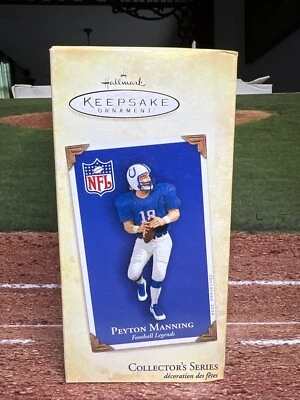 Hallmark
KEEPSAKE
ORNAMENT
NFL
18
PEYTON MANNING
Football Legends
COLLECTOR'S SERIES
décoration des fêtes